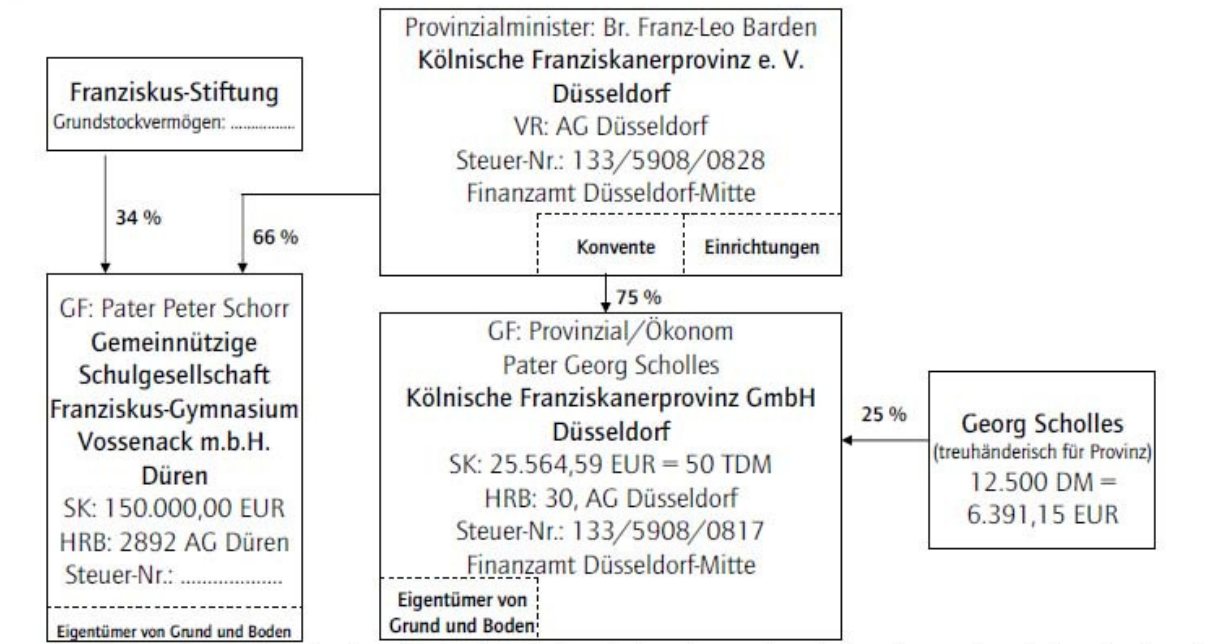 Franziskus-Stiftung
Grundstockvermögen: ................
34 %
66 %
Provinzialminister: Br. Franz-Leo Barden
Kölnische Franziskanerprovinz e. V.
Düsseldorf
VR: AG Düsseldorf
Steuer-Nr.: 133/5908/0828
Finanzamt Düsseldorf-Mitte
Konvente
Einrichtungen
75 %
GF: Pater Peter Schorr
Gemeinnützige
Schulgesellschaft
Franziskus-Gymnasium
Vossenack m.b.H.
Düren
SK: 150.000,00 EUR
HRB: 2892 AG Düren
Steuer-Nr.: ....................
Eigentümer von Grund und Boden
GF: Provinzial/Ökonom
Pater Georg Scholles
Kölnische Franziskanerprovinz GmbH
Düsseldorf
SK: 25.564,59 EUR = 50 TDM
HRB: 30, AG Düsseldorf
Steuer-Nr.: 133/5908/0817
Finanzamt Düsseldorf-Mitte
Eigentümer von
Grund und Boden
25 %
Georg Scholles
(treuhänderisch für Provinz)
12.500 DM =
6.391,15 EUR